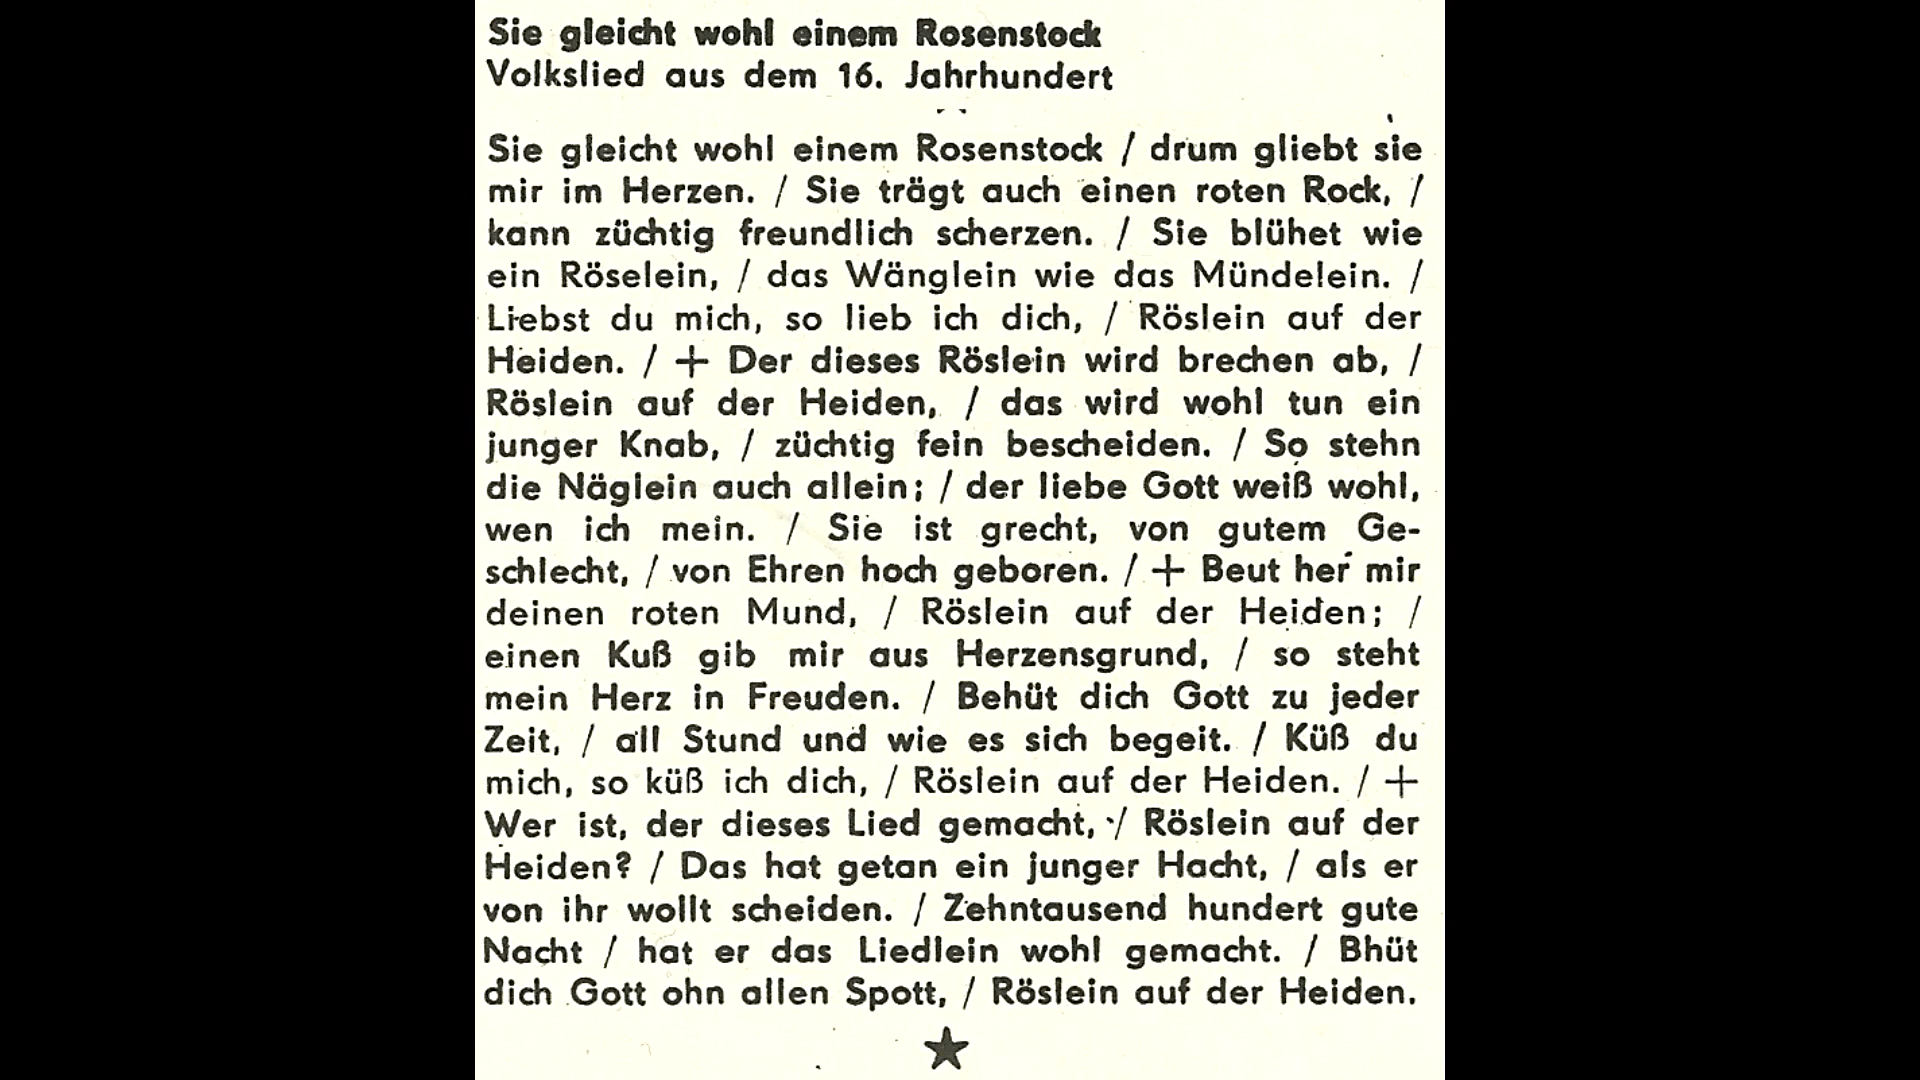 Sie gleicht wohl einem Rosenstock
Volkslied aus dem 16. Jahrhundert
Sie gleicht wohl einem Rosenstock / drum gliebt sie
mir im Herzen. / Sie trägt auch einen roten Rock, /
kann züchtig freundlich scherzen. / Sie blühet wie
ein Röselein, / das Wänglein wie das Mündelein. /
Liebst du mich, so lieb ich dich, / Röslein auf der
Heiden. / + Der dieses Röslein wird brechen ab, /
Röslein auf der Heiden, / das wird wohl tun ein
junger Knab, / züchtig fein bescheiden. / So stehn
die Näglein auch allein; / der liebe Gott weiß wohl,
wen ich mein. / Sie ist grecht, von gutem Ge-
schlecht, / von Ehren hoch geboren. / + Beut her mir
deinen roten Mund, / Röslein auf der Heiden; /
einen Kuß gib mir aus Herzensgrund, / so steht
mein Herz in Freuden. / Behüt dich Gott zu jeder
Zeit, / all Stund und wie es sich begeit. / Küß du
mich, so küß ich dich, / Röslein auf der Heiden. / +
Wer ist, der dieses Lied gemacht, / Röslein auf der
Heiden? / Das hat getan ein junger Hacht, / als er
von ihr wollt scheiden. / Zehntausend hundert gute
Nacht / hat er das Liedlein wohl gemacht. / Bhüt
dich Gott ohn allen Spott, / Röslein auf der Heiden.